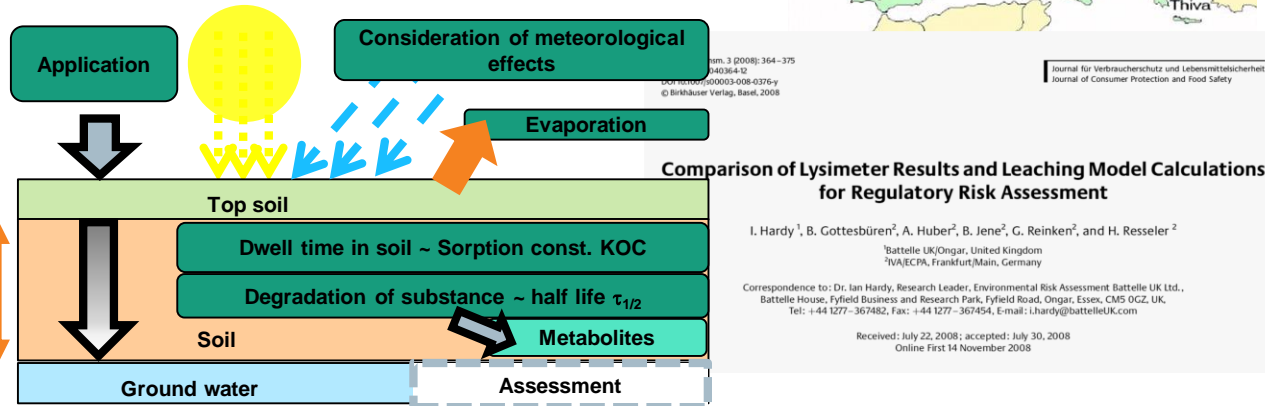 Thiva
Application
Consideration of meteorological
effects
Evaporation
Top soil
Dwell time in soil ~ Sorption const. KOC
Degradation of substance ~ half life τ1/2
Soil
Metabolites
Ground water
Assessment
nsm. 3 (2008): 364–375
040364-12
DOI 10.1007/s00003-008-0376-y
© Birkhäuser Verlag, Basel, 2008
Journal für Verbraucherschutz und Lebensmittelsicherheit
Journal of Consumer Protection and Food Safety
Comparison of Lysimeter Results and Leaching Model Calculations
for Regulatory Risk Assessment
I. Hardy 1, B. Gottesbüren2, A. Huber2, B. Jene2, G. Reinken2, and H. Resseler 2
1Battelle UK/Ongar, United Kingdom
2IVA/ECPA, Frankfurt/Main, Germany
Correspondence to: Dr. Ian Hardy, Research Leader, Environmental Risk Assessment Battelle UK Ltd.,
Battelle House, Fyfield Business and Research Park, Fyfield Road, Ongar, Essex, CM5 0GZ, UK,
Tel: +44 1277–367482, Fax: +44 1277–367454, E-mail: i.hardy@battelleUK.com
Received: July 22, 2008; accepted: July 30, 2008
Online First 14 November 2008